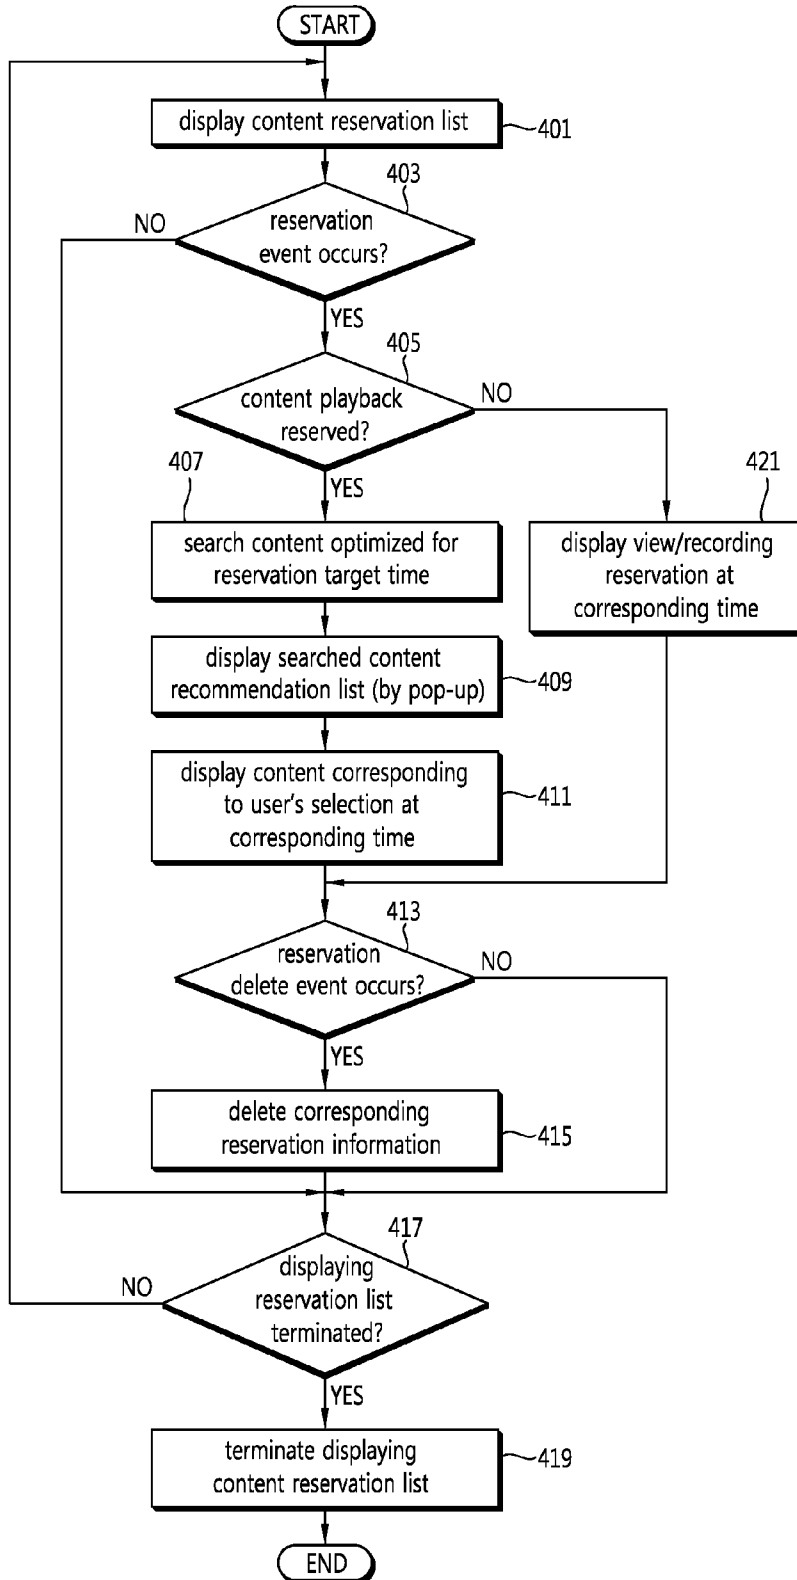 START
display content reservation list
401
403
reservation
event occurs?
NO
YES
405
content playback
reserved?
NO
YES
407
search content optimized for
reservation target time
421
display view/recording
reservation at
corresponding time
display searched content
recommendation list (by pop-up)
409
display content corresponding
to user's selection at
corresponding time
411
413
reservation
delete event occurs?
NO
YES
delete corresponding
reservation information
415
417
displaying
reservation list
terminated?
NO
YES
terminate displaying
content reservation list
419
END